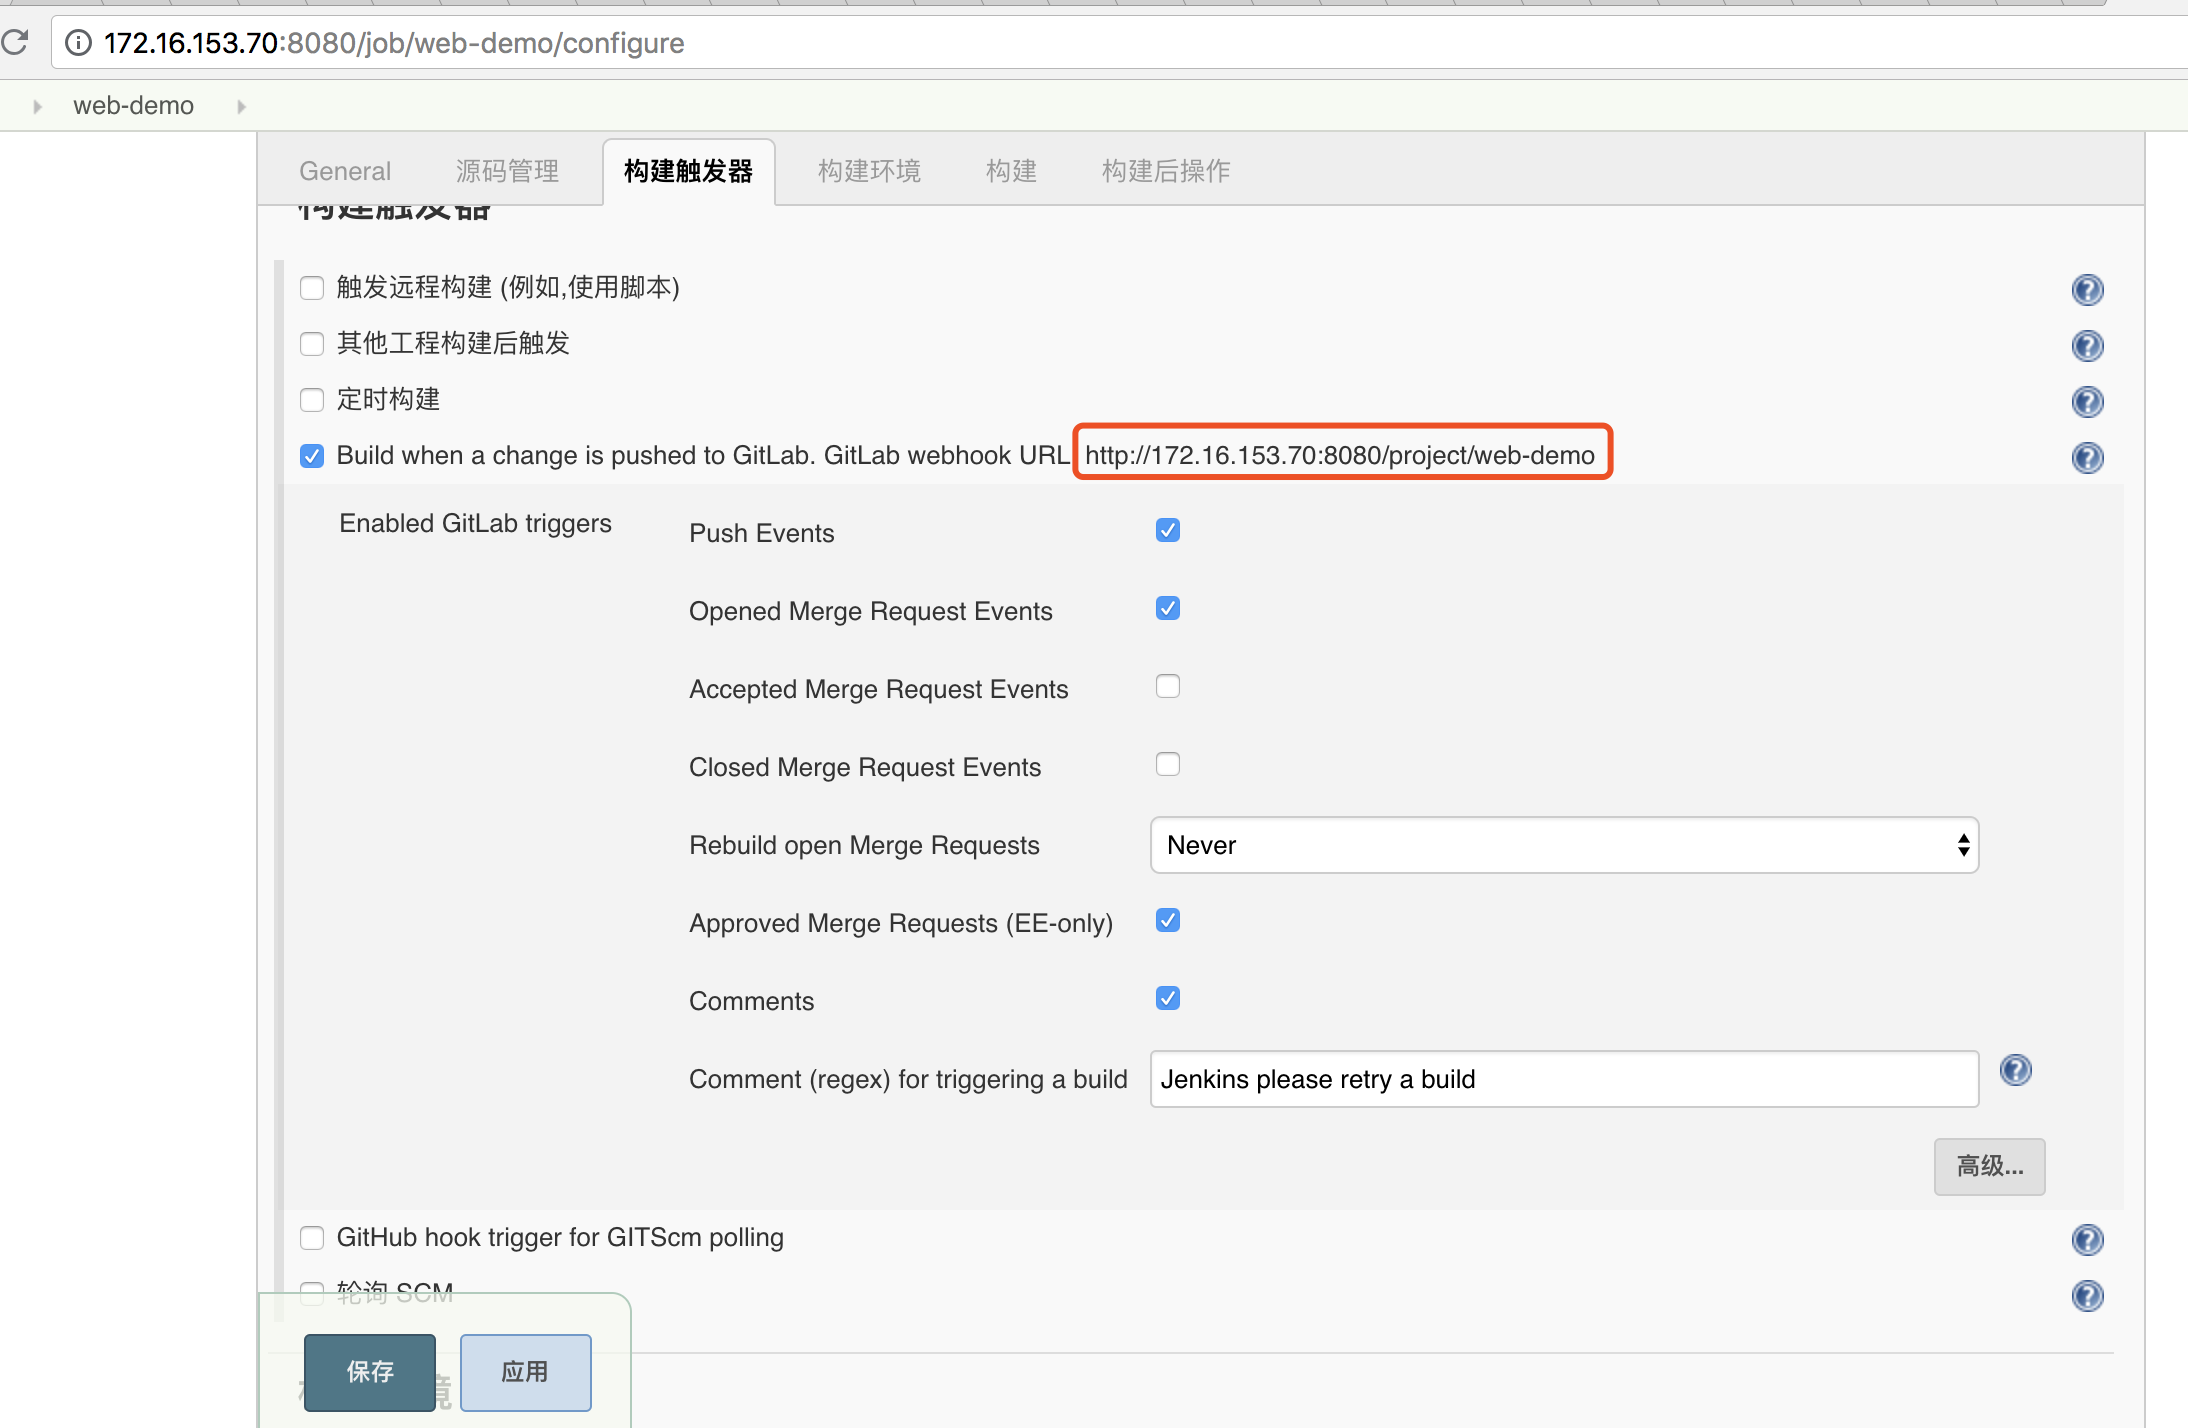 172.16.153.70:8080/job/web-demo/configure
web-demo
General 源码管理 构建触发器 构建环境 构建 构建后操作
构建触发器
触发远程构建 (例如,使用脚本)
其他工程构建后触发
定时构建
Build when a change is pushed to GitLab. GitLab webhook URL http://172.16.153.70:8080/project/web-demo
Enabled GitLab triggers
Push Events
Opened Merge Request Events
Accepted Merge Request Events
Closed Merge Request Events
Rebuild open Merge Requests Never
Approved Merge Requests (EE-only)
Comments
Comment (regex) for triggering a build Jenkins please retry a build
高级...
GitHub hook trigger for GITScm polling
轮询 SCM
保存 应用